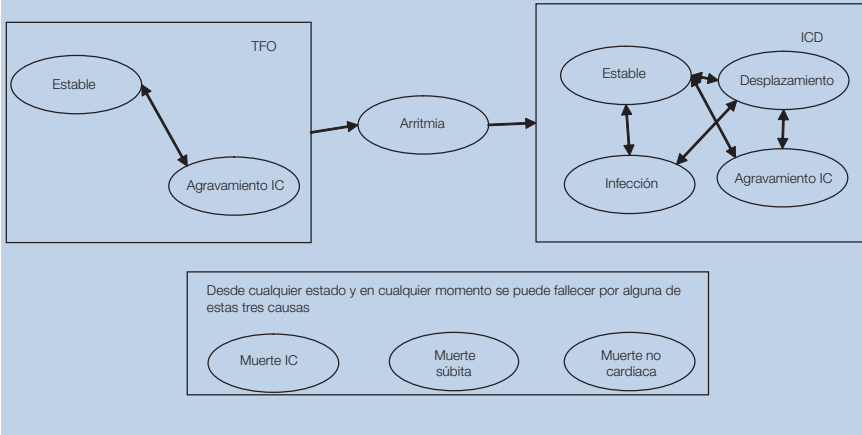 TFO
Estable
Agravamiento IC
Arritmia
ICD
Estable
Desplazamiento
Infección
Agravamiento IC
Desde cualquier estado y en cualquier momento se puede fallecer por alguna de
estas tres causas
Muerte IC
Muerte
súbita
Muerte no
cardiaca